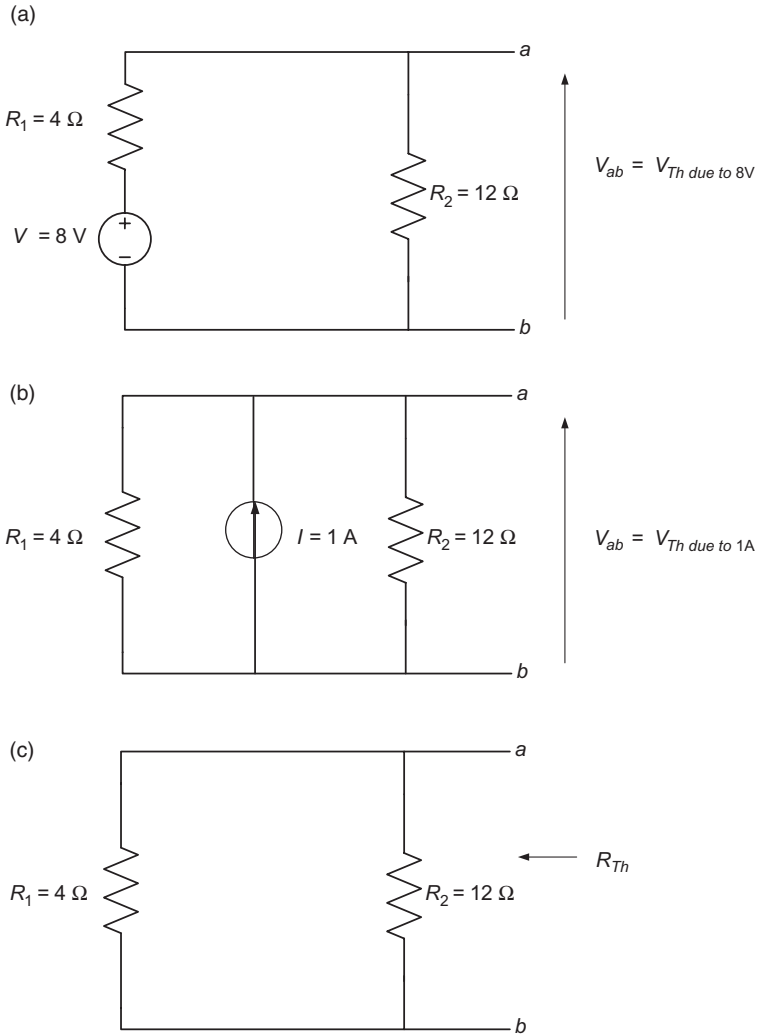 (a)
a
R1 = 4 Ω
V = 8 V
+
−
R2 = 12 Ω
Vab = VTh due to 8V
b
(b)
a
R1 = 4 Ω
I = 1 A
R2 = 12 Ω
Vab = VTh due to 1A
b
(c)
a
R1 = 4 Ω
R2 = 12 Ω
RTh
b